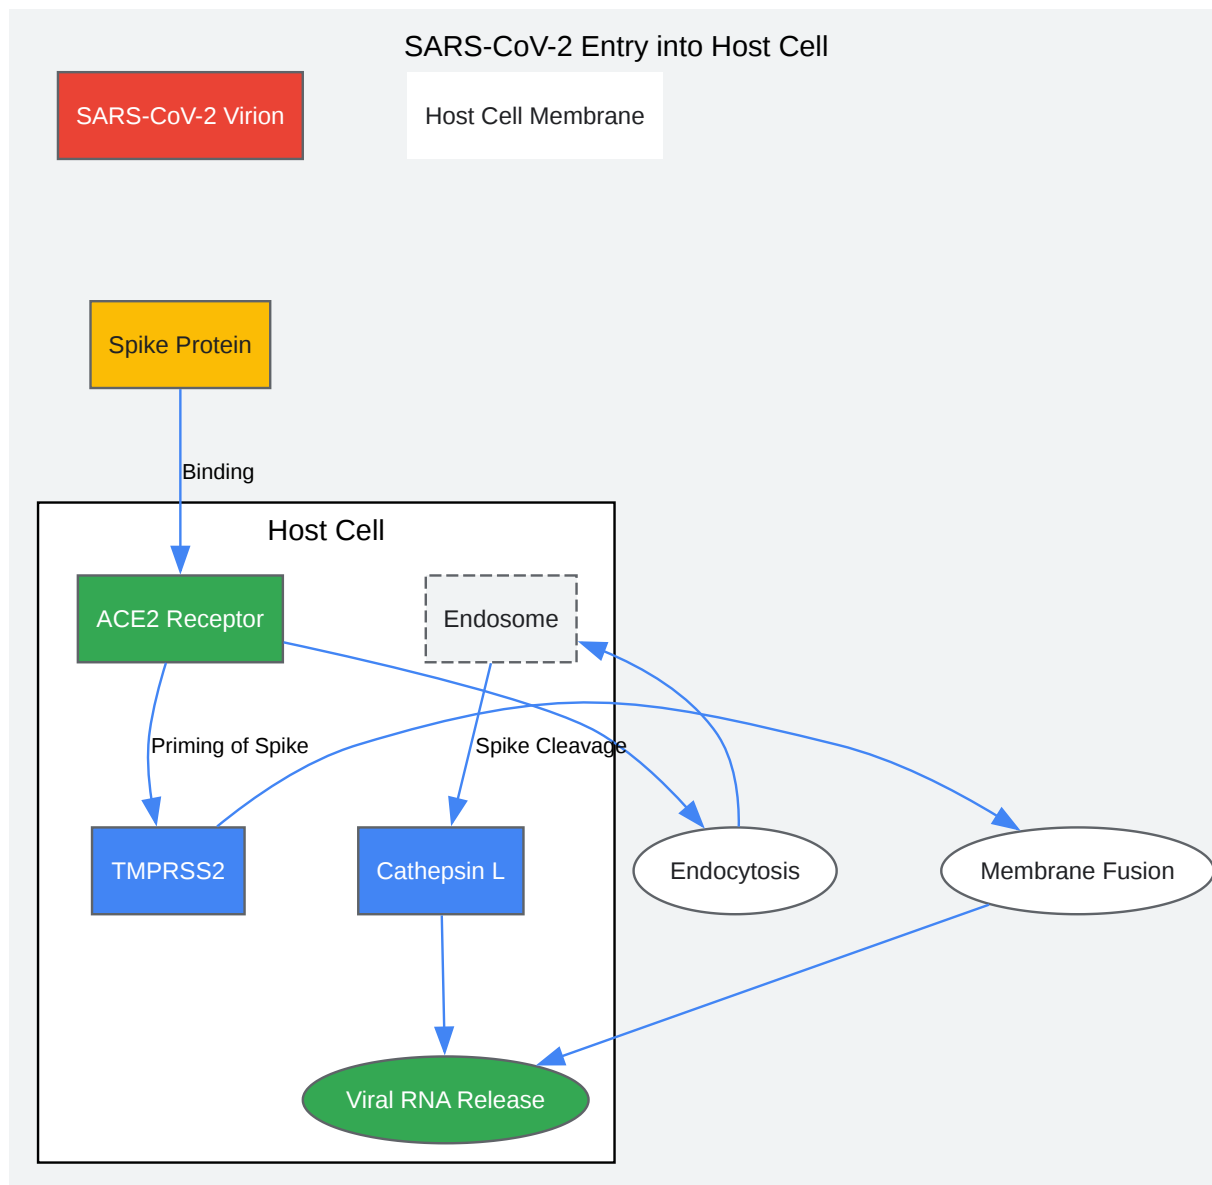 SARS-CoV-2 Entry into Host Cell
SARS-CoV-2 Virion
Host Cell Membrane
Spike Protein
Binding
Host Cell
ACE2 Receptor
Endosome
Priming of Spike
Spike Cleavage
TMPRSS2
Cathepsin L
Endocytosis
Membrane Fusion
Viral RNA Release